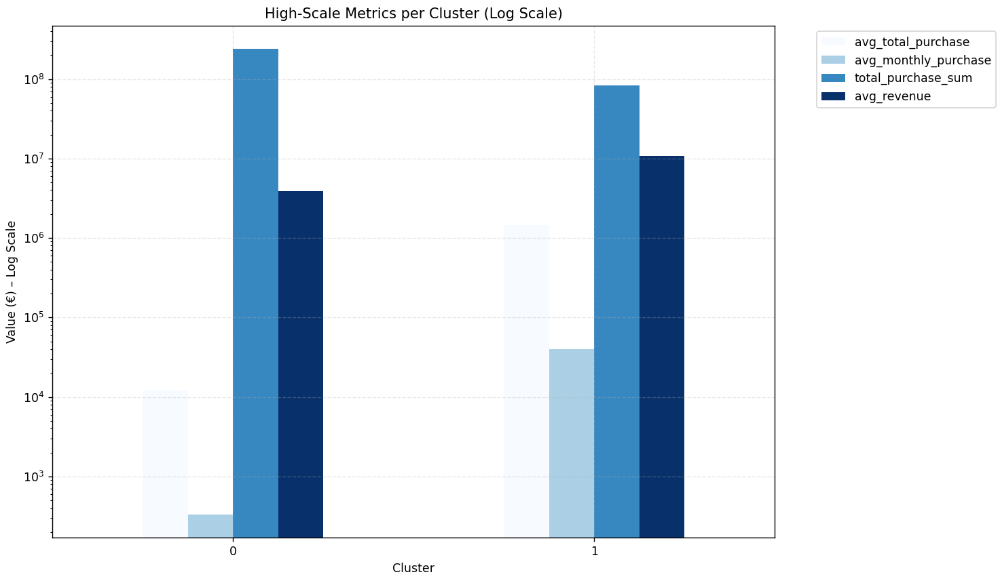 High-Scale Metrics per Cluster (Log Scale)
avg_total_purchase
avg_monthly_purchase
total_purchase_sum
avg_revenue
Value (€) – Log Scale
10⁸
10⁷
10⁶
10⁵
10⁴
10³
0
1
Cluster